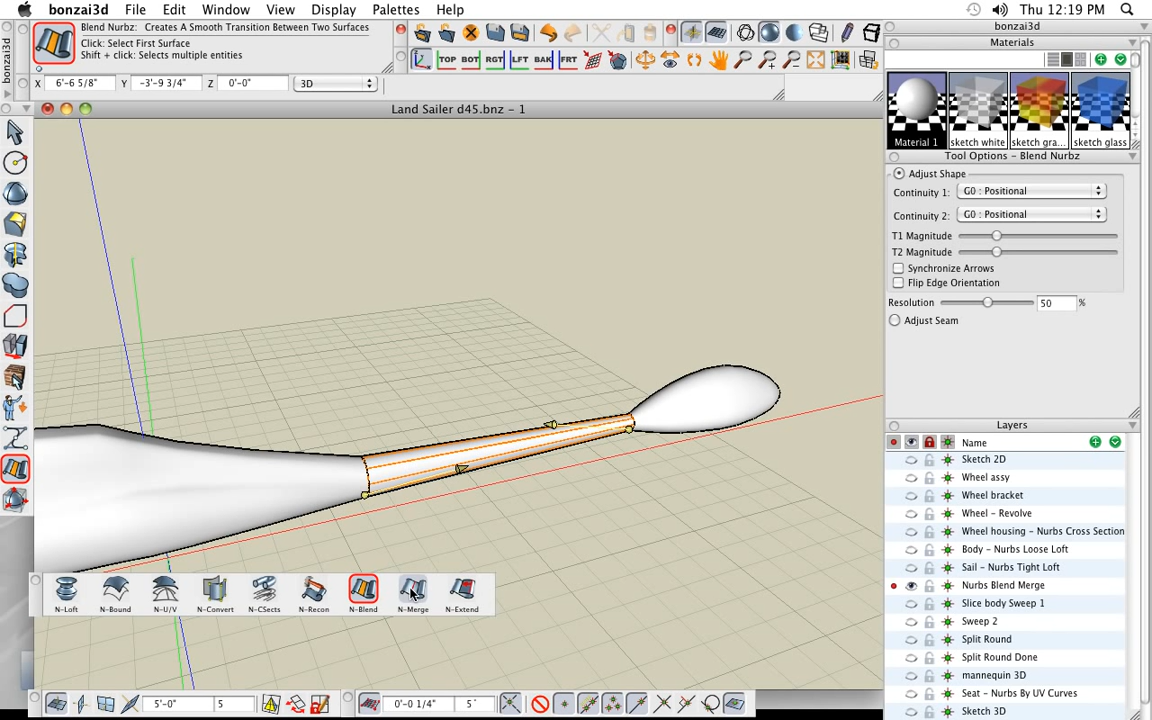 bonzai3d File Edit Window View Display Palettes Help Thu 12:19 PM
bonzai3d
Blend Nurbz: Creates A Smooth Transition Between Two Surfaces
Click: Select First Surface
Shift + click: Selects multiple entities
TOP BOT RGT LFT BAK FRT
X 6'-6 5/8" Y -3'-9 3/4" Z 0'-0" 3D
Land Sailer d45.bnz - 1
N-Loft N-Bound N-U/V N-Convert N-CSects N-Recon N-Blend N-Merge N-Extend
5'-0" 5 0'-0 1/4" 5°
bonzai3d
Materials
Material 1 sketch white sketch gra... sketch glass
Tool Options - Blend Nurbz
Adjust Shape
Continuity 1: G0 : Positional
Continuity 2: G0 : Positional
T1 Magnitude
T2 Magnitude
Synchronize Arrows
Flip Edge Orientation
Resolution 50 %
Adjust Seam
Layers
Name
Sketch 2D
Wheel assy
Wheel bracket
Wheel - Revolve
Wheel housing - Nurbs Cross Section
Body - Nurbs Loose Loft
Sail - Nurbs Tight Loft
Nurbs Blend Merge
Slice body Sweep 1
Sweep 2
Split Round
Split Round Done
mannequin 3D
Seat - Nurbs By UV Curves
Sketch 3D